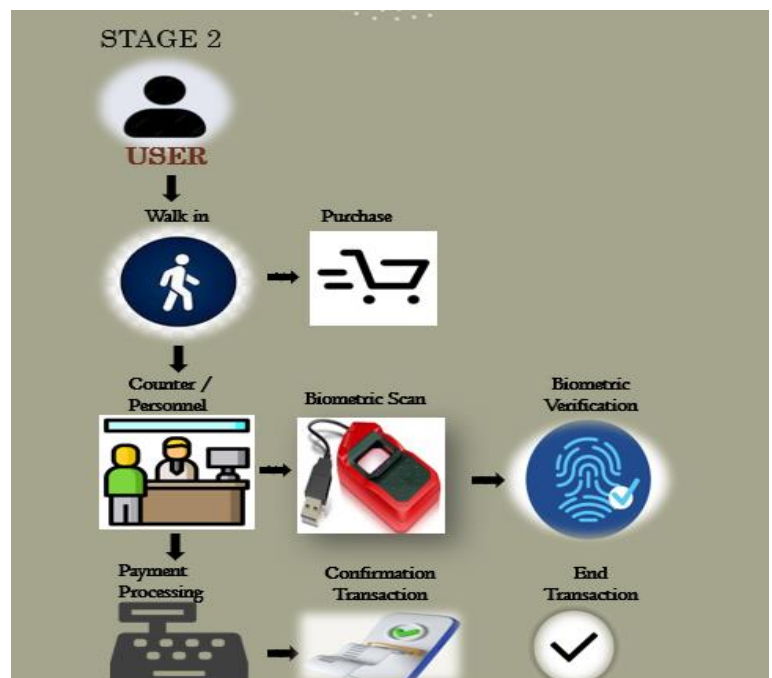 STAGE 2
USER
Walk in
Purchase
Counter /
Personnel
Biometric Scan
Biometric
Verification
Payment
Processing
Confirmation
Transaction
End
Transaction